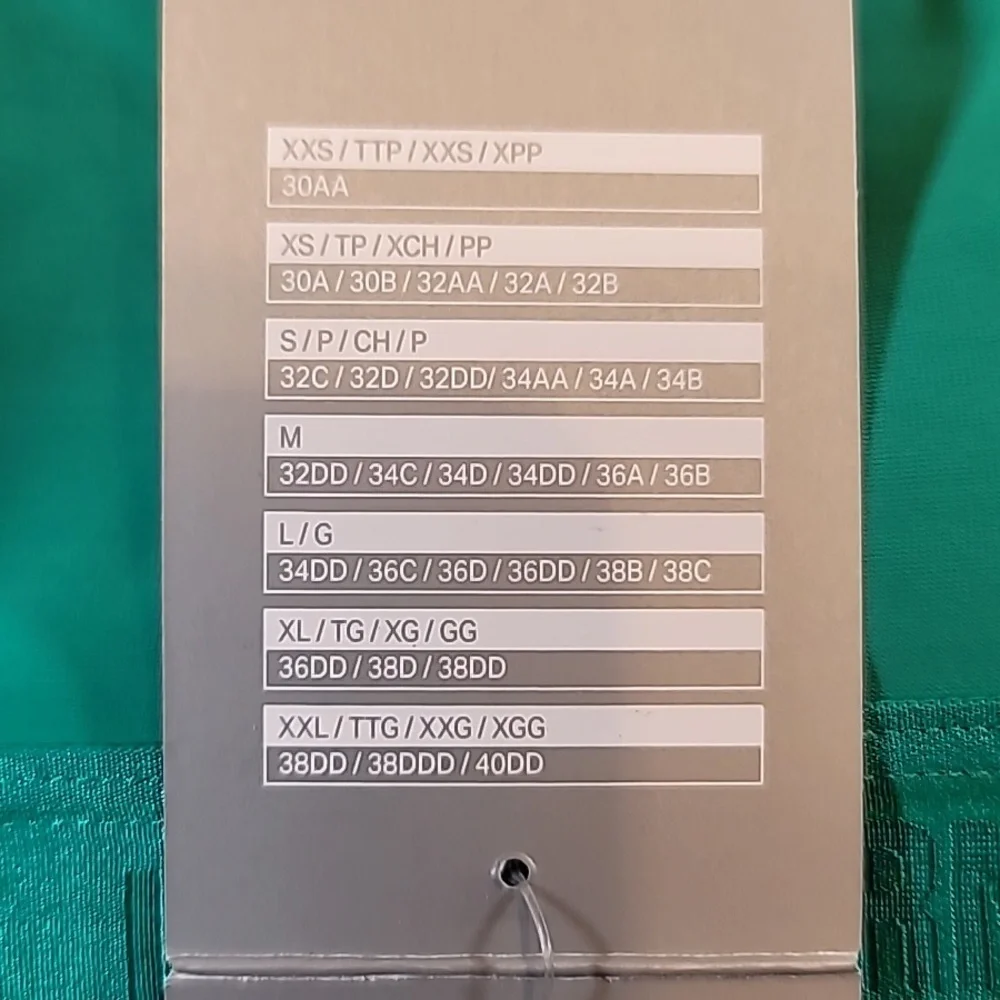 XXS / TTP / XXS / XPP
30AA
XS / TP / XCH / PP
30A / 30B / 32AA / 32A / 32B
S / P / CH / P
32C / 32D / 32DD/ 34AA / 34A / 34B
M
32DD / 34C / 34D / 34DD / 36A / 36B
L / G
34DD / 36C / 36D / 36DD / 38B / 38C
XL / TG / XG / GG
36DD / 38D / 38DD
XXL / TTG / XXG / XGG
38DD / 38DDD / 40DD